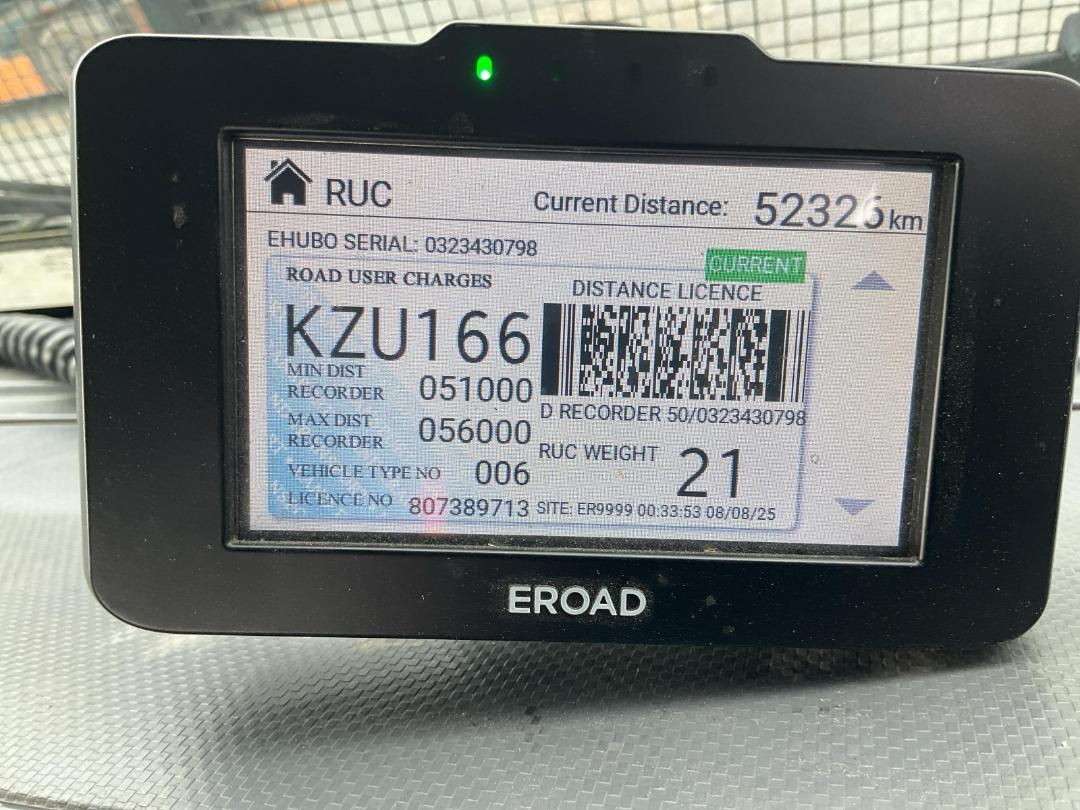 RUC
Current Distance: 52326 km
EHUBO SERIAL: 0323430798
CURRENT
ROAD USER CHARGES
DISTANCE LICENCE
KZU166
MIN DIST
RECORDER 051000
D RECORDER 50/0323430798
MAX DIST
RECORDER 056000
RUC WEIGHT 21
VEHICLE TYPE NO 006
LICENCE NO 807389713
SITE: ER9999 00:33:53 08/08/25
EROAD